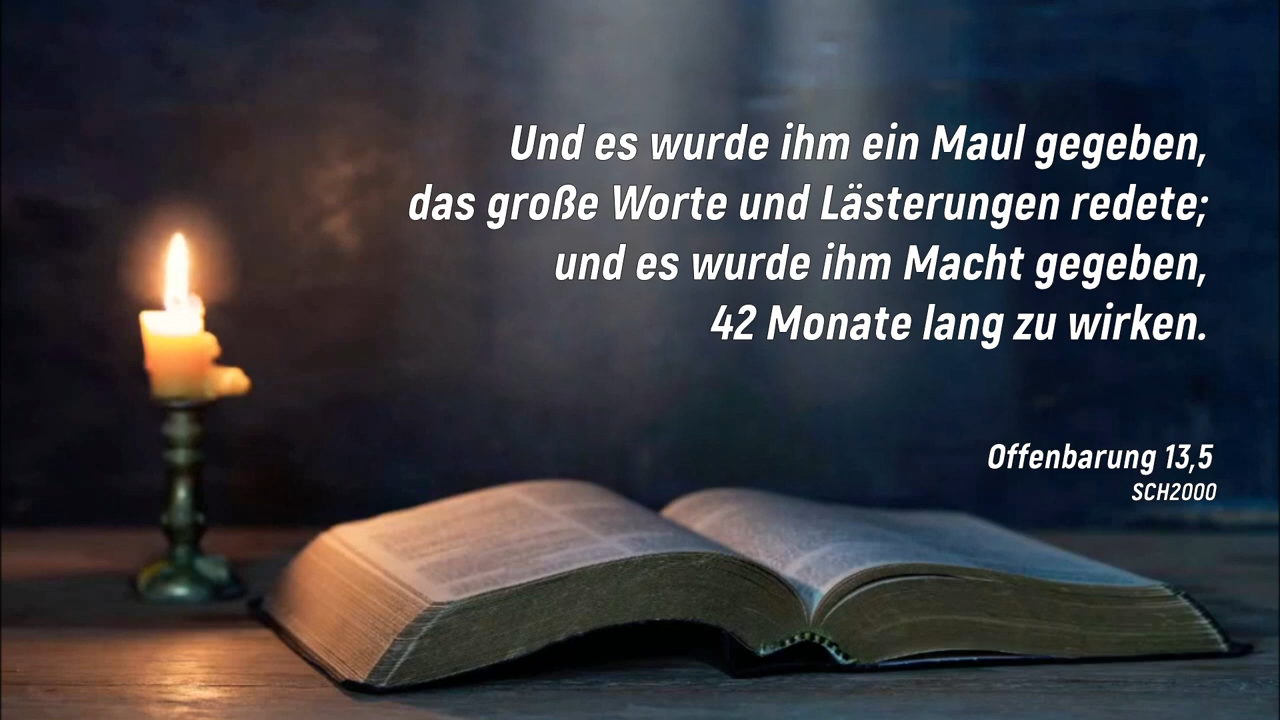 Und es wurde ihm ein Maul gegeben,
das große Worte und Lästerungen redete;
und es wurde ihm Macht gegeben,
42 Monate lang zu wirken.
Offenbarung 13,5
SCH2000